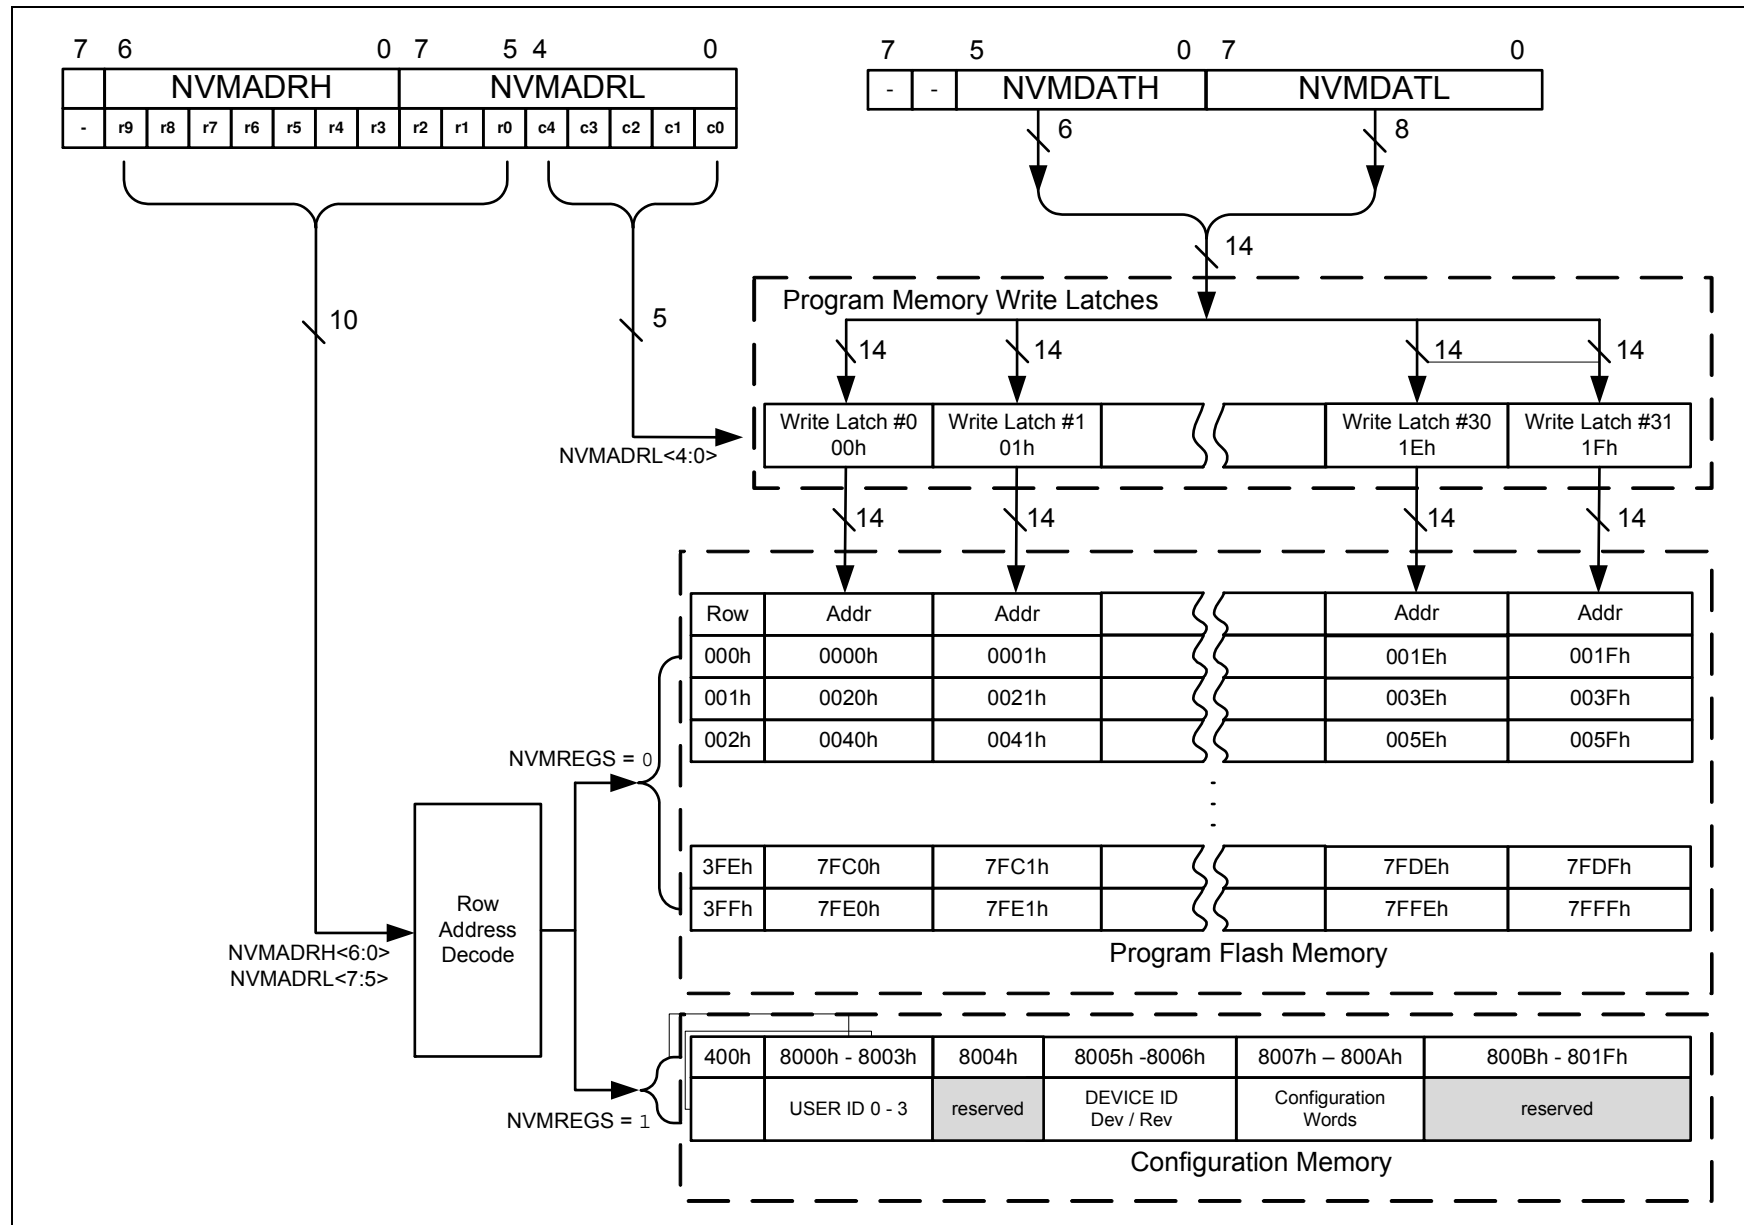 7 6 0 7 5 4 0
NVMADRH NVMADRL
- r9 r8 r7 r6 r5 r4 r3 r2 r1 r0 c4 c3 c2 c1 c0
7 5 0 7 0
- - NVMDATH NVMDATL
6 8
14
10
5
Program Memory Write Latches
14 14 14 14
Write Latch #0 Write Latch #1 Write Latch #30 Write Latch #31
00h 01h 1Eh 1Fh
NVMADRL<4:0>
14 14 14 14
Row Addr Addr Addr Addr
000h 0000h 0001h 001Eh 001Fh
001h 0020h 0021h 003Eh 003Fh
002h 0040h 0041h 005Eh 005Fh
NVMREGS = 0
3FEh 7FC0h 7FC1h 7FDEh 7FDFh
3FFh 7FE0h 7FE1h 7FFEh 7FFFh
Row
Address
Decode
NVMADRH<6:0>
NVMADRL<7:5>
Program Flash Memory
400h 8000h - 8003h 8004h 8005h -8006h 8007h – 800Ah 800Bh - 801Fh
USER ID 0 - 3 reserved DEVICE ID Configuration reserved
Dev / Rev Words
NVMREGS = 1
Configuration Memory